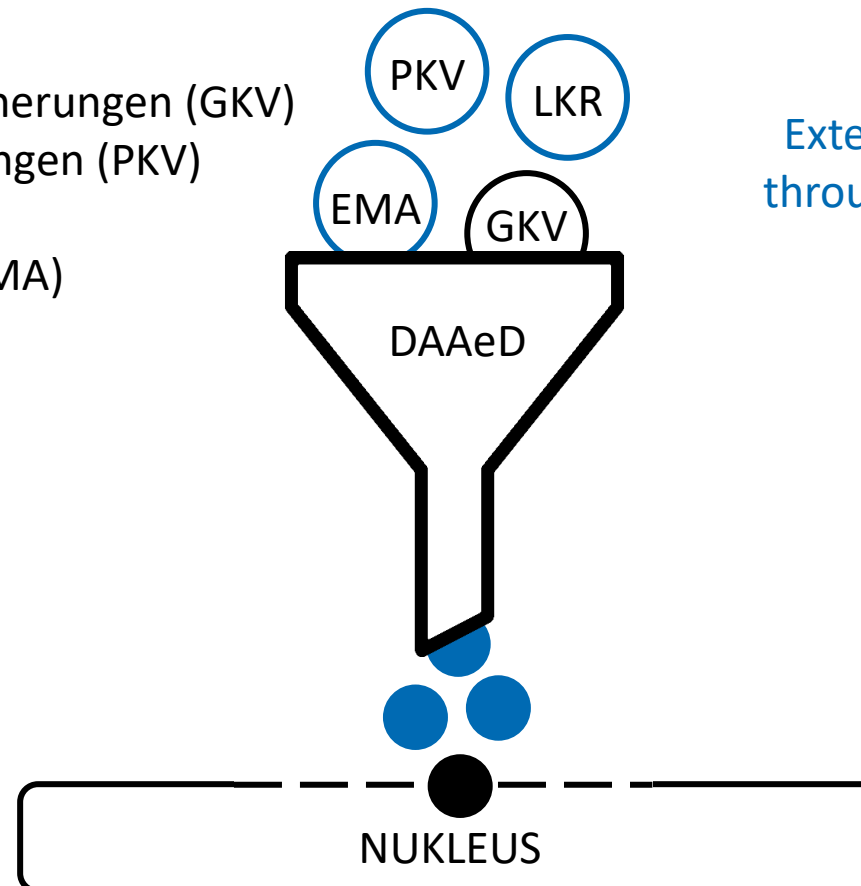 PKV
LKR
herungen (GKV)
ngen (PKV)
Exte
throu
EMA
GKV
MA)
DAAeD
NUKLEUS